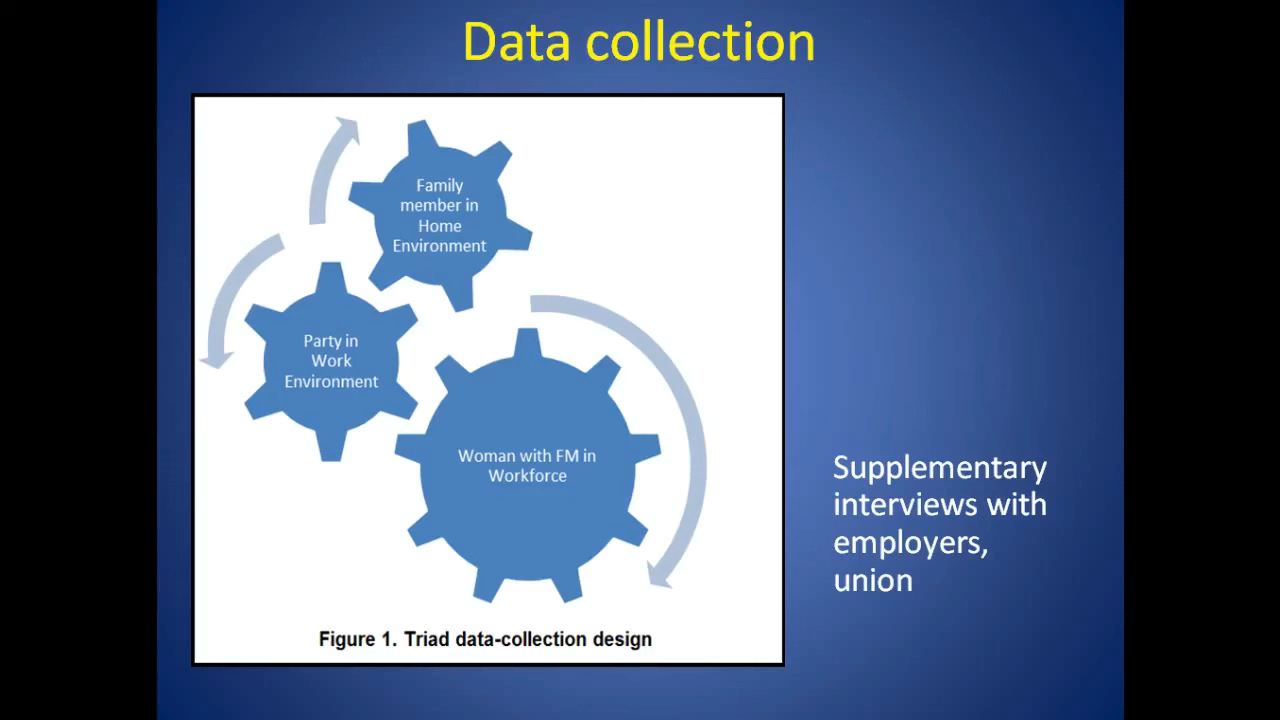 Data collection
Family
member in
Home
Environment
Party in
Work
Environment
Woman with FM in
Workforce
Figure 1. Triad data-collection design
Supplementary
interviews with
employers,
union